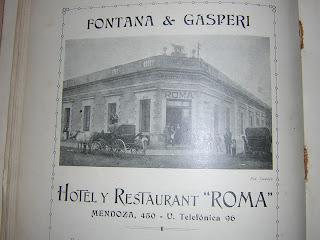 FONTANA & GASPERI
ROMA
HOTEL Y RESTAURANT "ROMA"
MENDOZA, 450 - U. Telefónica 96